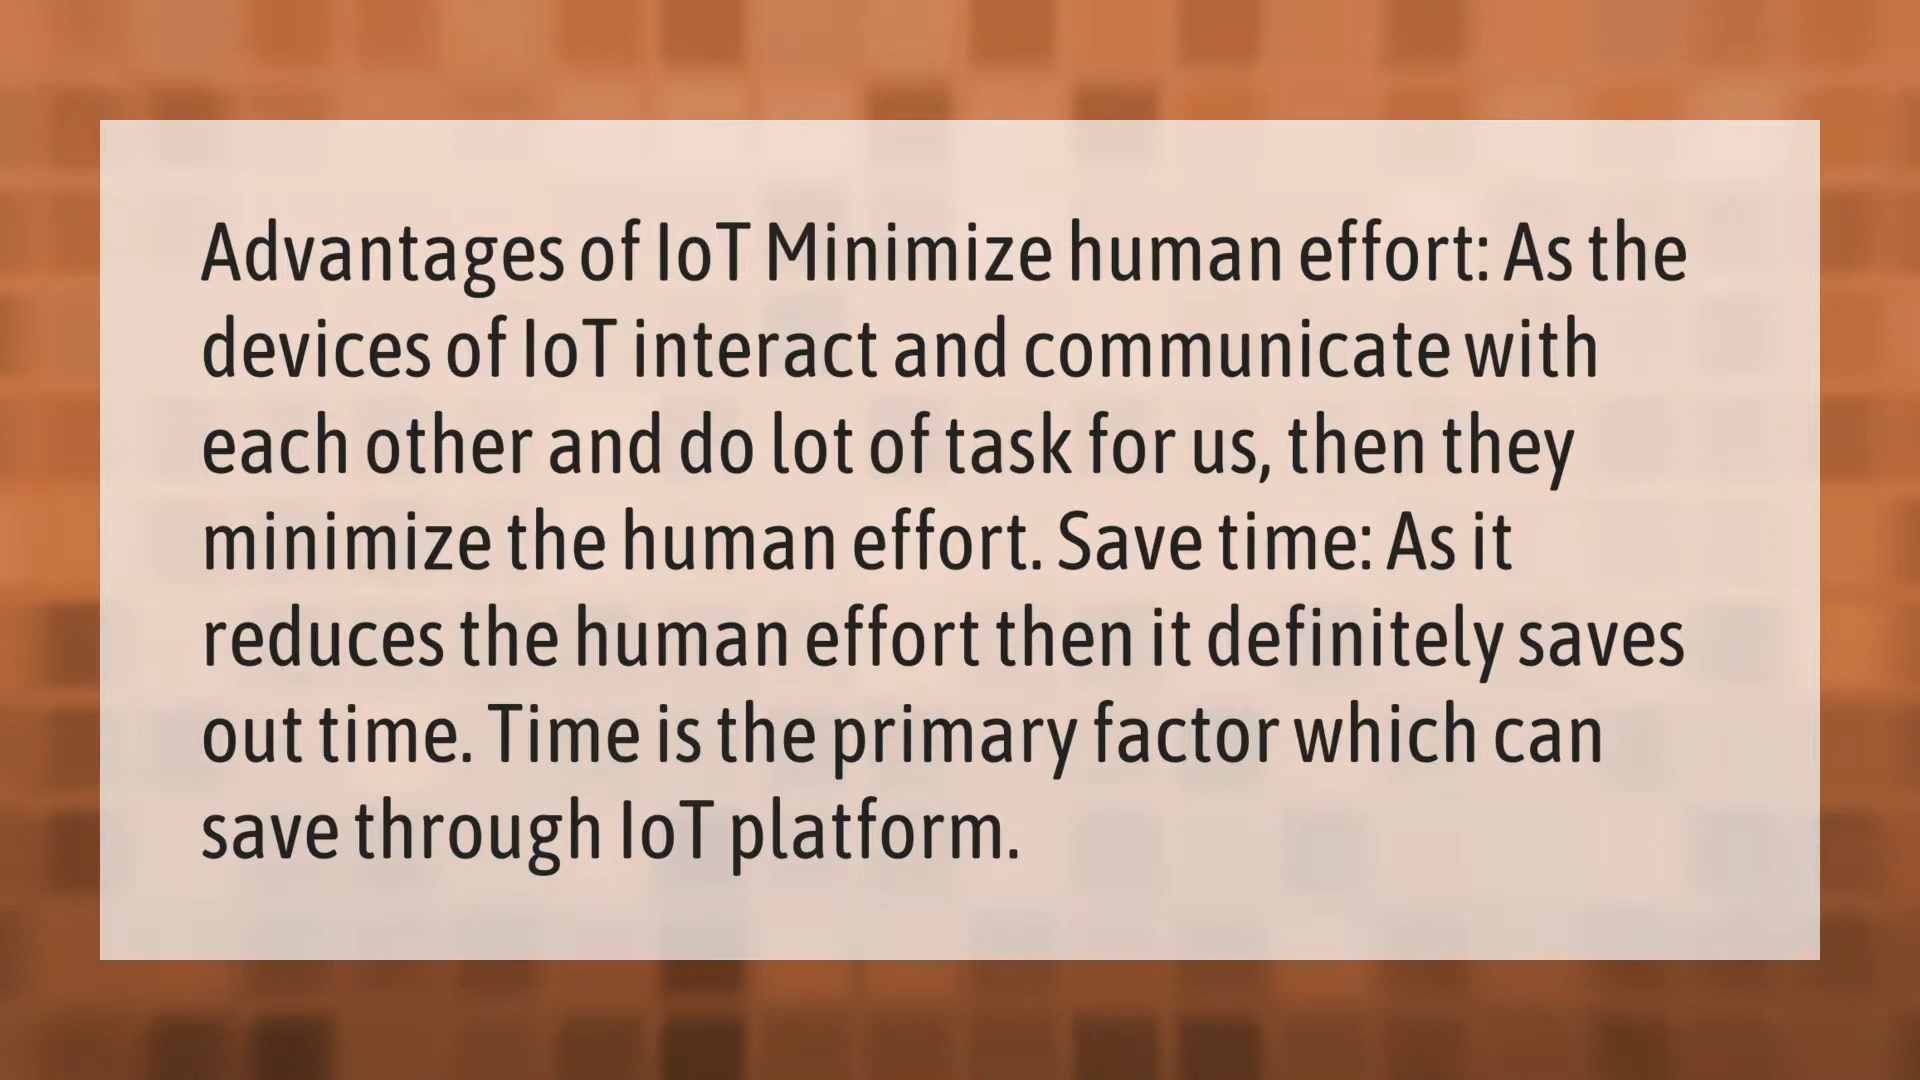 Advantages of IoT Minimize human effort: As the
devices of IoT interact and communicate with
each other and do lot of task for us, then they
minimize the human effort. Save time: As it
reduces the human effort then it definitely saves
out time. Time is the primary factor which can
save through IoT platform.